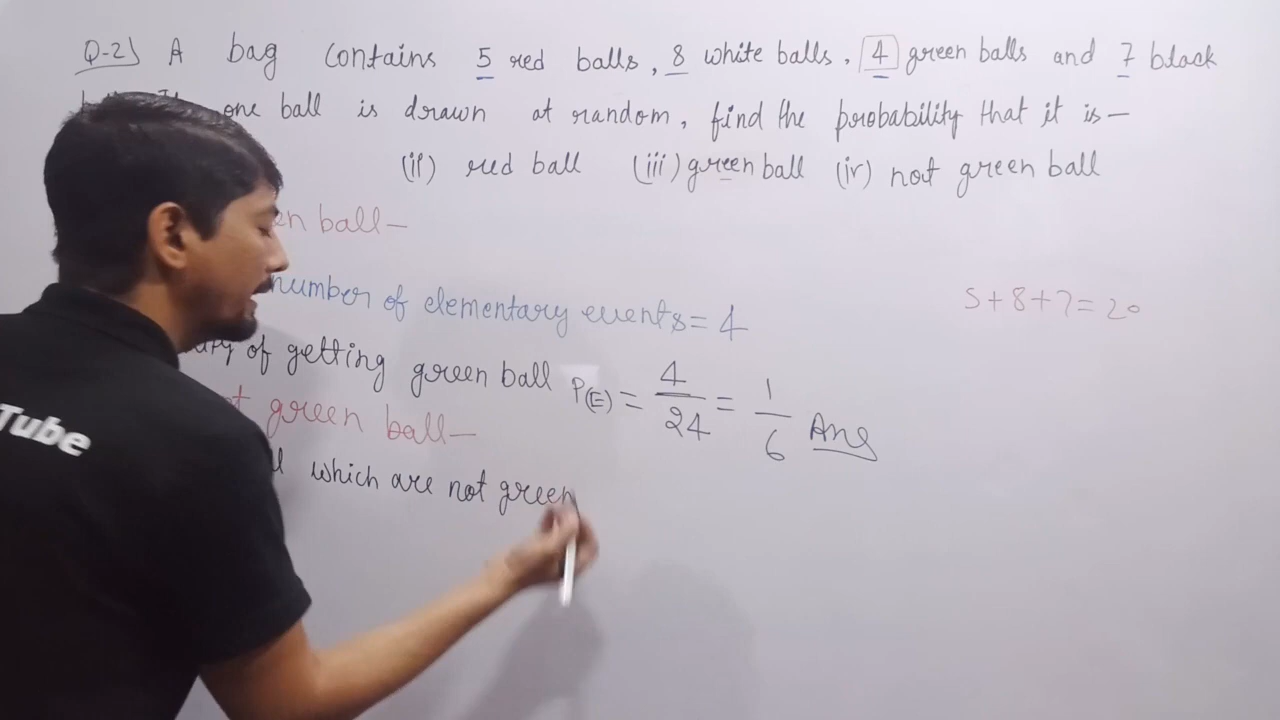 Q-2) A bag contains 5 red balls, 8 white balls, 4 green balls and 7 black
one ball is drawn at random, find the probability that it is—
(ii) red ball (iii) green ball (iv) not green ball
en ball—
number of elementary events = 4
5+8+7=20
of getting green ball P(E) = 4/24 = 1/6 Ans
t green ball—
which are not green
Tube